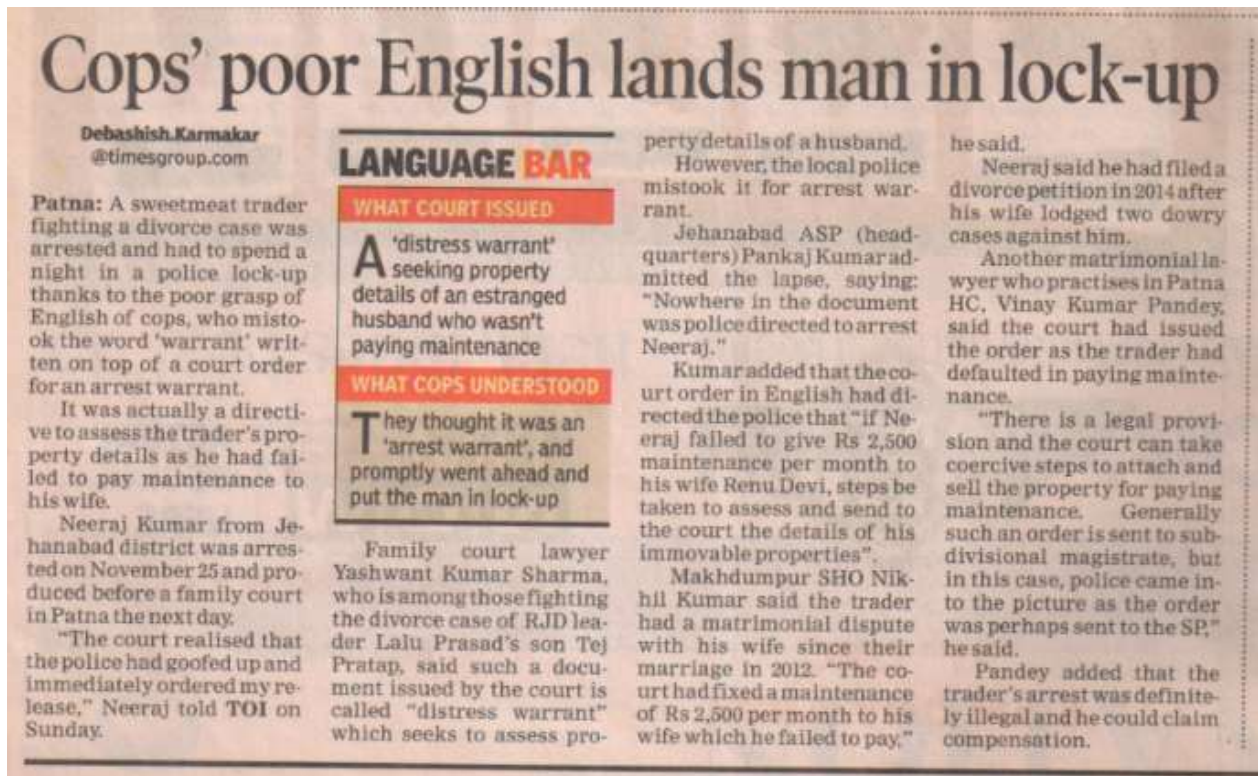 Cops' poor English lands man in lock-up
Debashish.Karmakar
@timesgroup.com
Patna: A sweetmeat trader
fighting a divorce case was
arrested and had to spend a
night in a police lock-up
thanks to the poor grasp of
English of cops, who misto-
ok the word 'warrant' writ-
ten on top of a court order
for an arrest warrant.
It was actually a directi-
ve to assess the trader's pro-
perty details as he had fai-
led to pay maintenance to
his wife.
Neeraj Kumar from Je-
hanabad district was arres-
ted on November 25 and pro-
duced before a family court
in Patna the next day.
"The court realised that
the police had goofed up and
immediately ordered my re-
lease," Neeraj told TOI on
Sunday.
LANGUAGE BAR
WHAT COURT ISSUED
A 'distress warrant'
seeking property
details of an estranged
husband who wasn't
paying maintenance
WHAT COPS UNDERSTOOD
They thought it was an
'arrest warrant', and
promptly went ahead and
put the man in lock-up
Family court lawyer
Yashwant Kumar Sharma,
who is among those fighting
the divorce case of RJD lea-
der Lalu Prasad's son Tej
Pratap, said such a docu-
ment issued by the court is
called "distress warrant"
which seeks to assess pro-
perty details of a husband.
However, the local police
mistook it for arrest war-
rant.
Jehanabad ASP (head-
quarters) Pankaj Kumar ad-
mitted the lapse, saying:
"Nowhere in the document
was police directed to arrest
Neeraj."
Kumar added that the co-
urt order in English had di-
rected the police that "if Ne-
eraj failed to give Rs 2,500
maintenance per month to
his wife Renu Devi, steps be
taken to assess and send to
the court the details of his
immovable properties".
Makhdumpur SHO Nik-
hil Kumar said the trader
had a matrimonial dispute
with his wife since their
marriage in 2012. "The co-
urt had fixed a maintenance
of Rs 2,500 per month to his
wife which he failed to pay,"
he said.
Neeraj said he had filed a
divorce petition in 2014 after
his wife lodged two dowry
cases against him.
Another matrimonial la-
wyer who practises in Patna
HC, Vinay Kumar Pandey,
said the court had issued
the order as the trader had
defaulted in paying mainte-
nance.
"There is a legal provi-
sion and the court can take
coercive steps to attach and
sell the property for paying
maintenance. Generally
such an order is sent to sub-
divisional magistrate, but
in this case, police came in-
to the picture as the order
was perhaps sent to the SP,"
he said.
Pandey added that the
trader's arrest was definite-
ly illegal and he could claim
compensation.